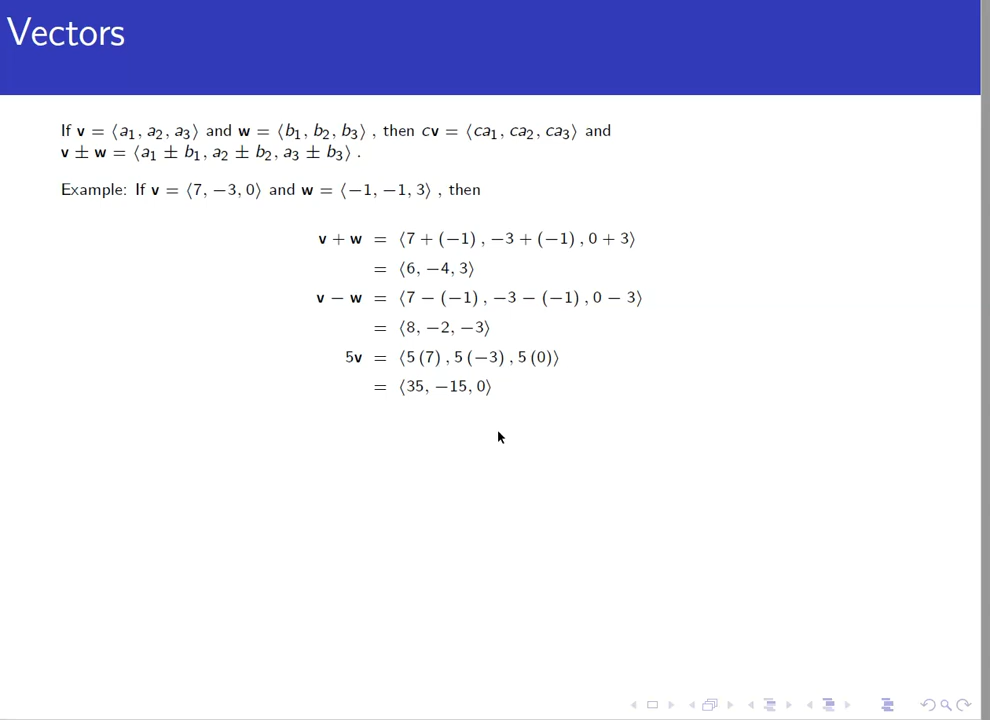 Vectors
If v = ⟨a₁, a₂, a₃⟩ and w = ⟨b₁, b₂, b₃⟩ , then cv = ⟨ca₁, ca₂, ca₃⟩ and
v ± w = ⟨a₁ ± b₁, a₂ ± b₂, a₃ ± b₃⟩ .
Example: If v = ⟨7, −3, 0⟩ and w = ⟨−1, −1, 3⟩ , then
v + w = ⟨7 + (−1) , −3 + (−1) , 0 + 3⟩
= ⟨6, −4, 3⟩
v − w = ⟨7 − (−1) , −3 − (−1) , 0 − 3⟩
= ⟨8, −2, −3⟩
5v = ⟨5 (7) , 5 (−3) , 5 (0)⟩
= ⟨35, −15, 0⟩